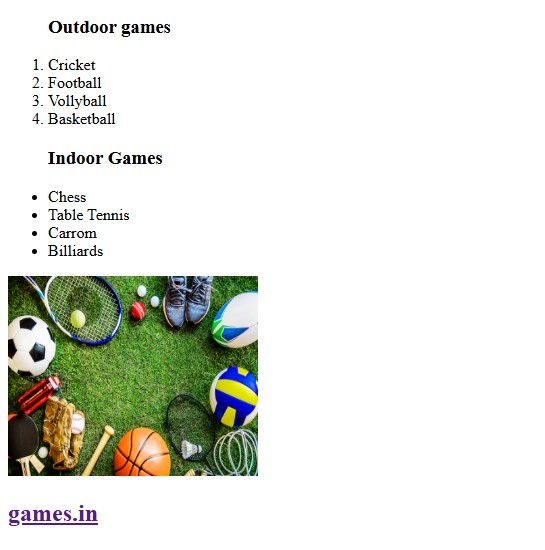 Outdoor games
1. Cricket
2. Football
3. Vollyball
4. Basketball
Indoor Games
• Chess
• Table Tennis
• Carrom
• Billiards
games.in